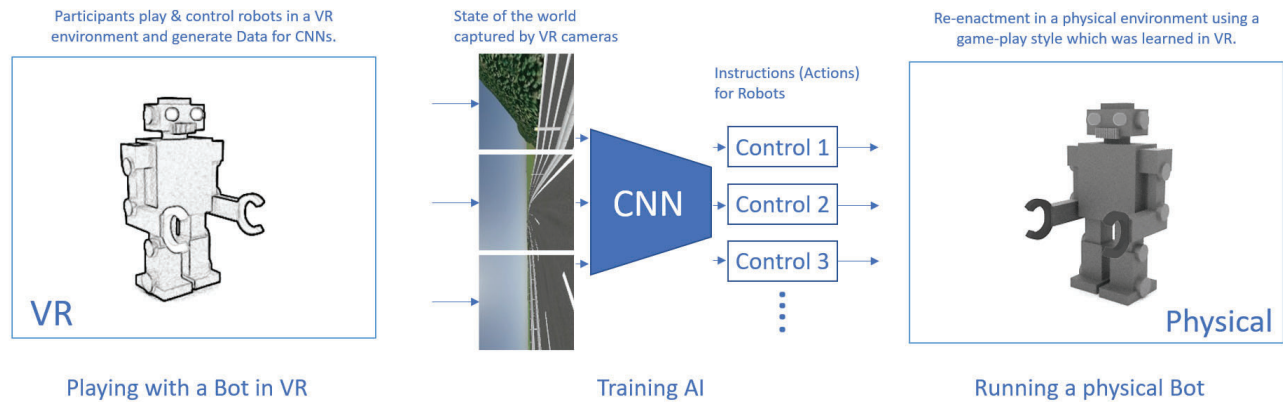 Participants play & control robots in a VR
environment and generate Data for CNNs.
VR
Playing with a Bot in VR
State of the world
captured by VR cameras
Instructions (Actions)
for Robots
CNN
Control 1
Control 2
Control 3
Training AI
Re-enactment in a physical environment using a
game-play style which was learned in VR.
Physical
Running a physical Bot